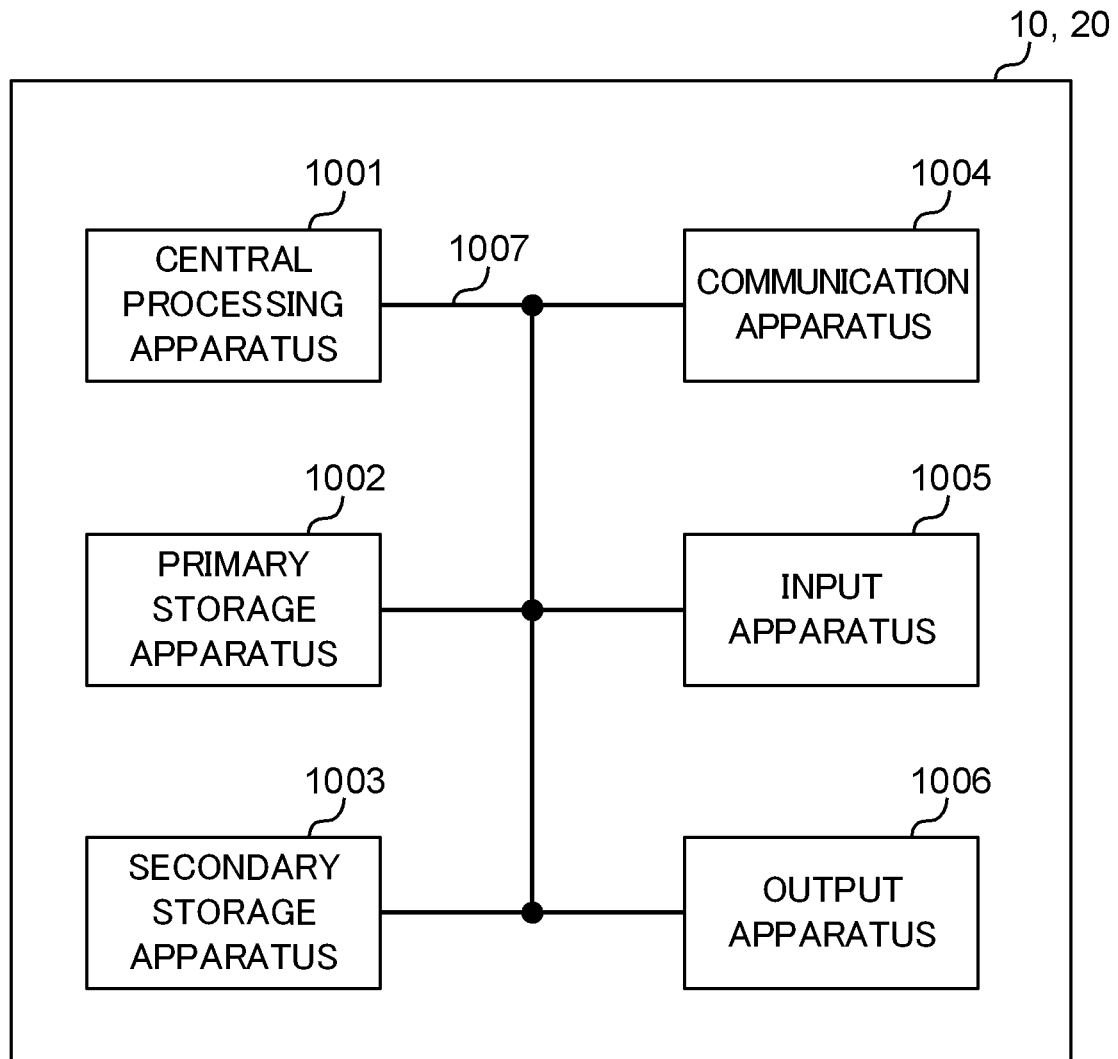 10, 20
1001
CENTRAL
PROCESSING
APPARATUS
1007
1004
COMMUNICATION
APPARATUS
1002
PRIMARY
STORAGE
APPARATUS
1005
INPUT
APPARATUS
1003
SECONDARY
STORAGE
APPARATUS
1006
OUTPUT
APPARATUS